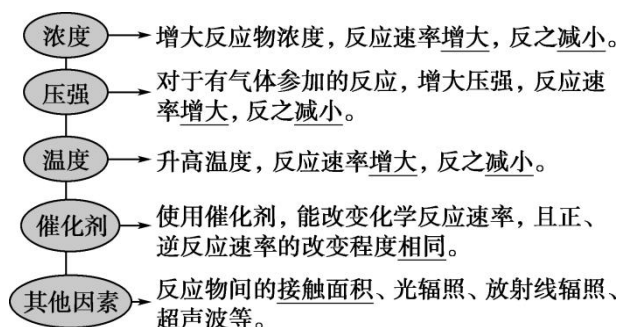 浓度
增大反应物浓度，反应速率增大，反之减小。
压强
对于有气体参加的反应，增大压强，反应速
率增大，反之减小。
温度
升高温度，反应速率增大，反之减小。
催化剂
使用催化剂，能改变化学反应速率，且正、
逆反应速率的改变程度相同。
其他因素
反应物间的接触面积、光辐照、放射线辐照、
超声波等。